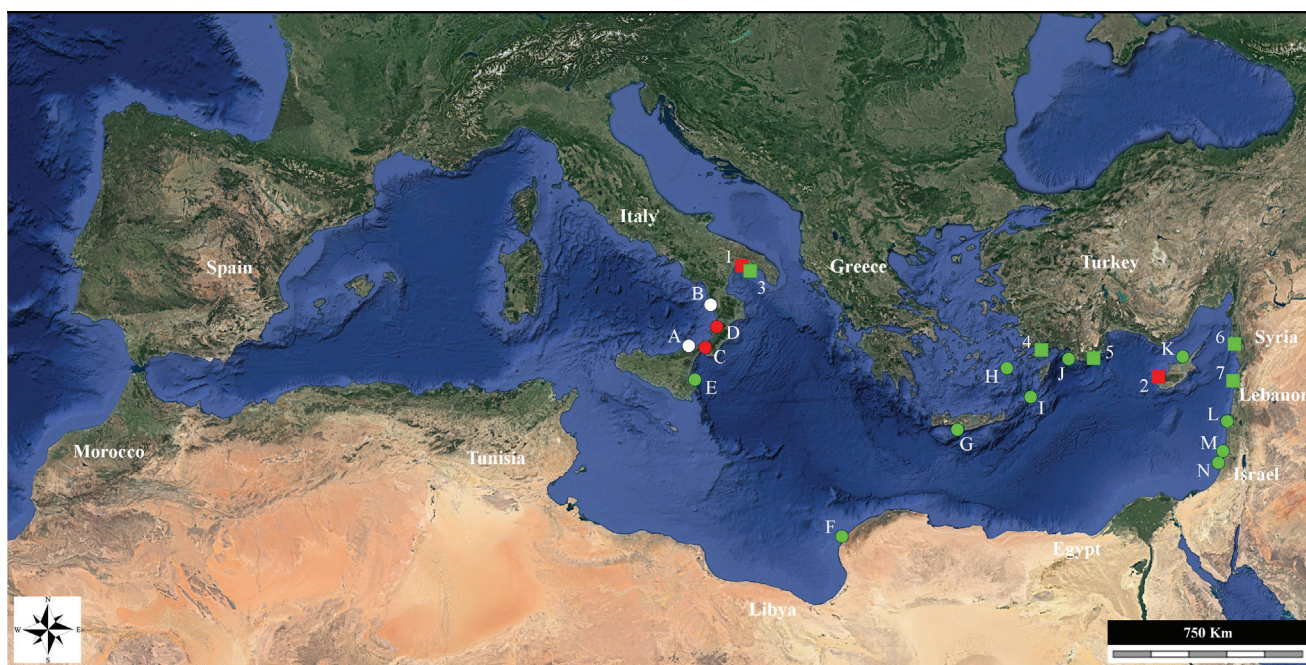 Italy
Spain
Greece
Turkey
Syria
Lebanon
Israel
Egypt
Libya
Tunisia
Morocco
1
3
B
D
A
C
E
F
G
H
I
J
4
5
K
2
6
7
L
M
N
N
W
E
S
750 Km